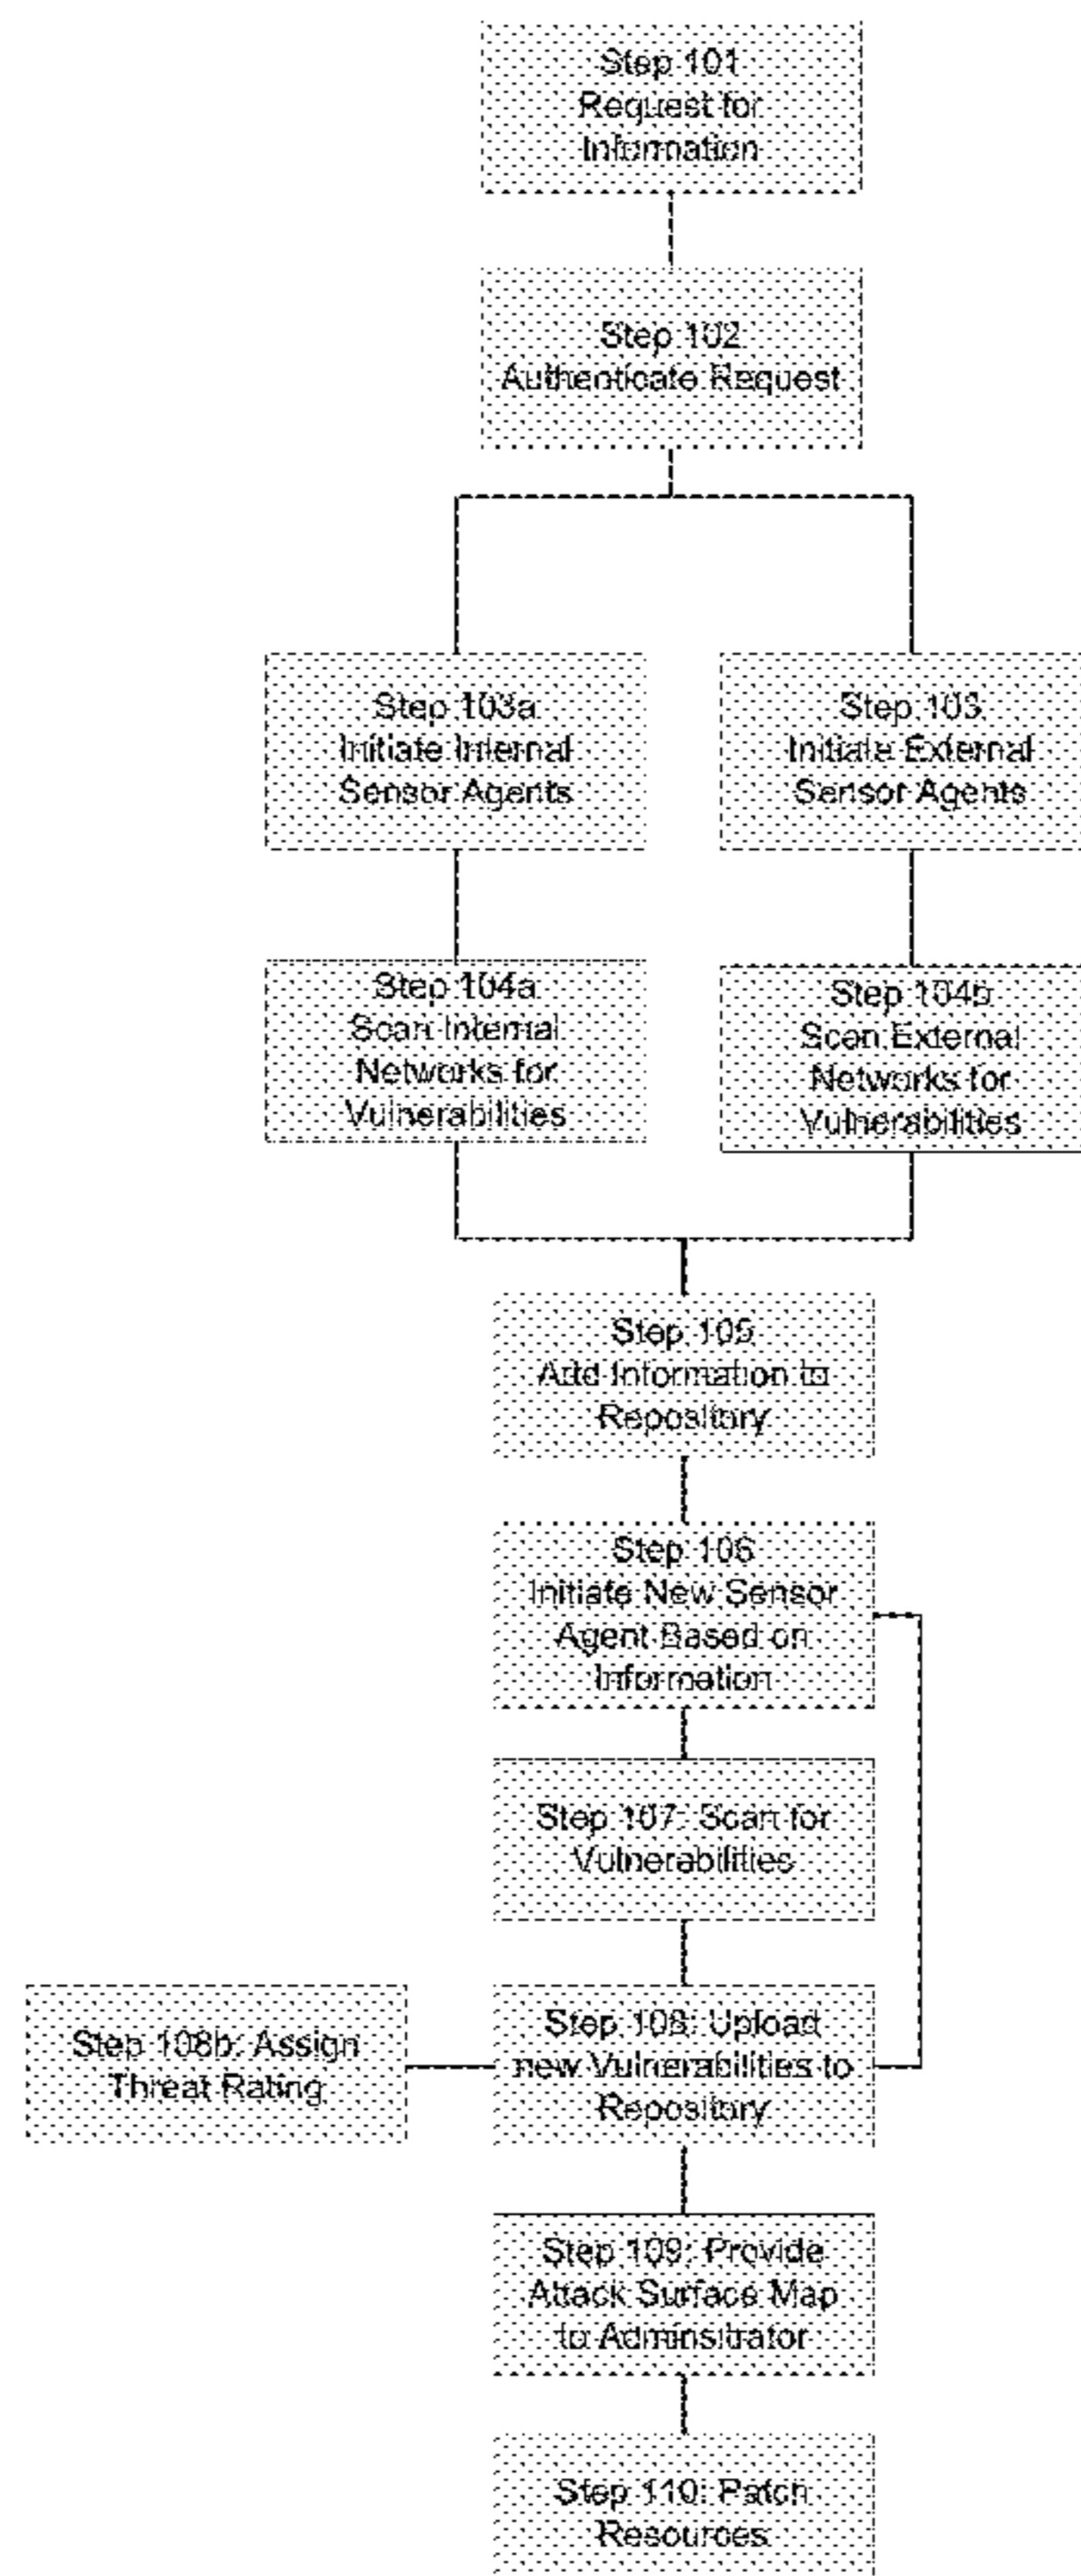 Step 101
Request for
Information
Step 102
Authenticate Request
Step 103a
Initiate Internal
Sensor Agents
Step 103
Initiate External
Sensor Agents
Step 104a
Scan Internal
Networks for
Vulnerabilities
Step 104b
Scan External
Networks for
Vulnerabilities
Step 105
Add Information to
Repository
Step 106
Initiate New Sensor
Agent Based on
Information
Step 107: Scan for
Vulnerabilities
Step 108b: Assign
Threat Rating
Step 108: Upload
new Vulnerabilities to
Repository
Step 109: Provide
Attack Surface Map
to Adminsitrator
Step 110: Patch
Resources